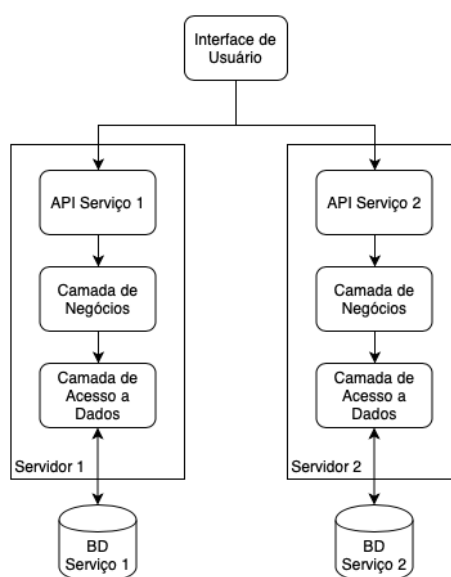 Interface de
Usuário
API Serviço 1
API Serviço 2
Camada de
Negócios
Camada de
Negócios
Camada de
Acesso a
Dados
Camada de
Acesso a
Dados
Servidor 1
Servidor 2
BD
Serviço 1
BD
Serviço 2